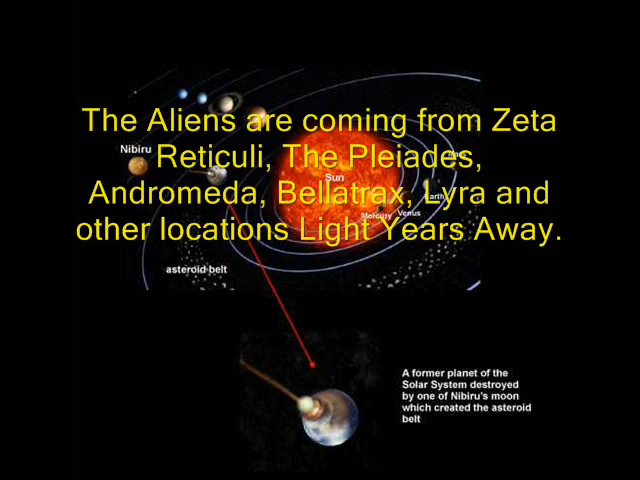 The Aliens are coming from Zeta
Reticuli, The Pleiades,
Andromeda, Bellatrax, Lyra and
other locations Light Years Away.
Nibiru
Sun
Earth
Mercury
Venus
asteroid belt
A former planet of the
Solar System destroyed
by one of Nibiru's moon
which created the asteroid
belt